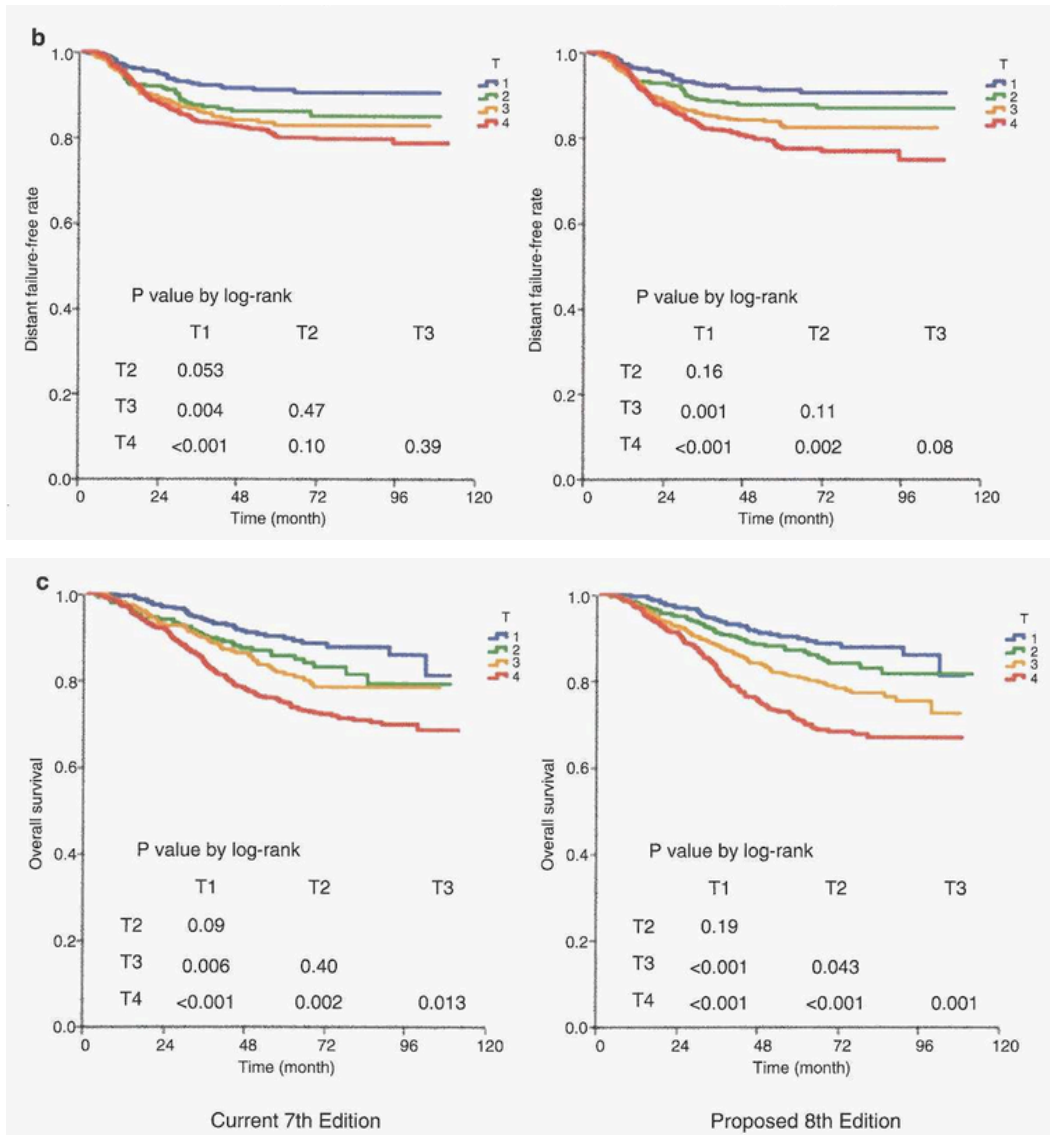 b
Distant failure-free rate
1.0
0.8
0.6
0.4
0.2
0.0
T
1
2
3
4
P value by log-rank
T1 T2 T3
T2 0.053
T3 0.004 0.47
T4 <0.001 0.10 0.39
0 24 48 72 96 120
Time (month)
Distant failure-free rate
1.0
0.8
0.6
0.4
0.2
0.0
T
1
2
3
4
P value by log-rank
T1 T2 T3
T2 0.16
T3 0.001 0.11
T4 <0.001 0.002 0.08
0 24 48 72 96 120
Time (month)
c
Overall survival
1.0
0.8
0.6
0.4
0.2
0.0
T
1
2
3
4
P value by log-rank
T1 T2 T3
T2 0.09
T3 0.006 0.40
T4 <0.001 0.002 0.013
0 24 48 72 96 120
Time (month)
Current 7th Edition
Overall survival
1.0
0.8
0.6
0.4
0.2
0.0
T
1
2
3
4
P value by log-rank
T1 T2 T3
T2 0.19
T3 <0.001 0.043
T4 <0.001 <0.001 0.001
0 24 48 72 96 120
Time (month)
Proposed 8th Edition